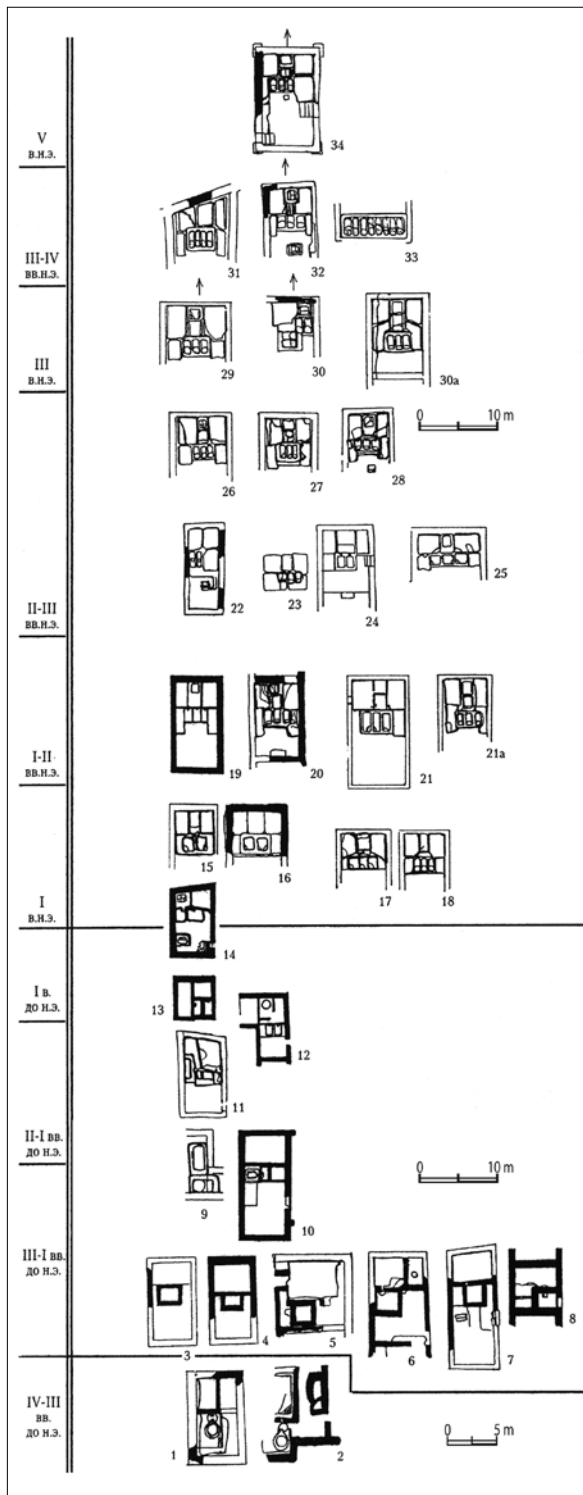 34
V
В.Н.Э.
31
32
33
III-IV
ВВ.Н.Э.
29
30
30а
III
В.Н.Э.
0 10 m
26
27
28
22
23
24
25
II-III
ВВ.Н.Э.
19
20
21
21а
I-II
ВВ.Н.Э.
15
16
17
18
I
В.Н.Э.
14
I В.
ДО Н.Э.
13
12
11
II-I ВВ.
ДО Н.Э.
0 10 m
9
10
III-I ВВ.
ДО Н.Э.
3
4
5
6
7
8
IV-III
ВВ.
ДО Н.Э.
1
2
0 5 m